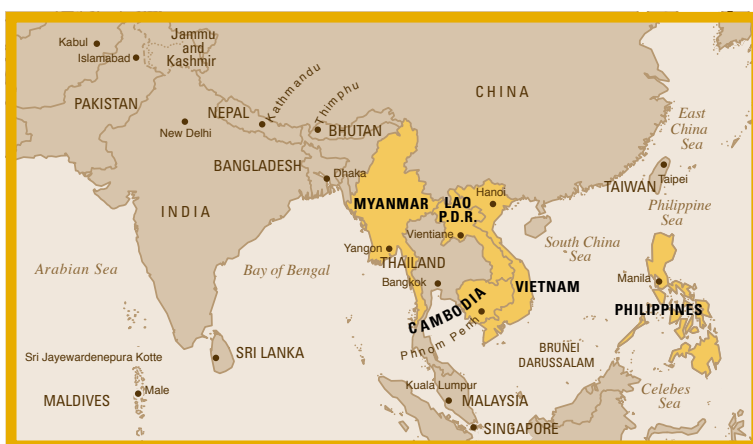 Kabul
Jammu
and
Kashmir
Islamabad
PAKISTAN
NEPAL
Kathmandu
Thimphu
CHINA
New Delhi
BHUTAN
East
China
Sea
BANGLADESH
Dhaka
INDIA
MYANMAR
LAO
P.D.R.
Hanoi
TAIWAN
Taipei
Philippine
Sea
Vientiane
Yangon
THAILAND
South China
Sea
Arabian Sea
Bay of Bengal
Bangkok
CAMBODIA
VIETNAM
Manila
PHILIPPINES
Phnom Penh
Sri Jayewardenepura Kotte
SRI LANKA
BRUNEI
DARUSSALAM
Male
MALDIVES
Kuala Lumpur
MALAYSIA
Celebes
Sea
SINGAPORE